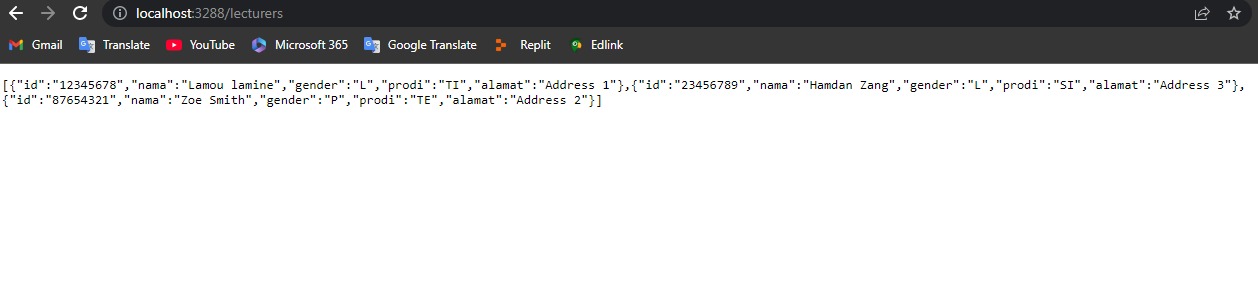 localhost:3288/lecturers
Gmail Translate YouTube Microsoft 365 Google Translate Replit Edlink
[{"id":"12345678","nama":"Lamou lamine","gender":"L","prodi":"TI","alamat":"Address 1"},{"id":"23456789","nama":"Hamdan Zang","gender":"L","prodi":"SI","alamat":"Address 3"},
{"id":"87654321","nama":"Zoe Smith","gender":"P","prodi":"TE","alamat":"Address 2"}]